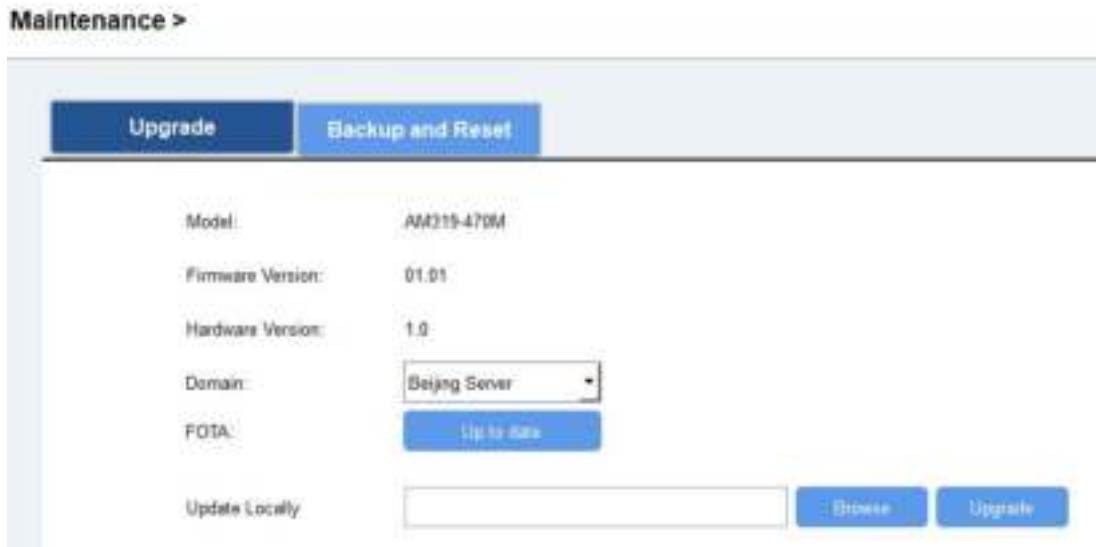 Maintenance >
Upgrade Backup and Reset
Model: AM319-470M
Firmware Version: 01.01
Hardware Version: 1.0
Domain: Beijing Server
FOTA: Up to date
Update Locally Browse Upgrade